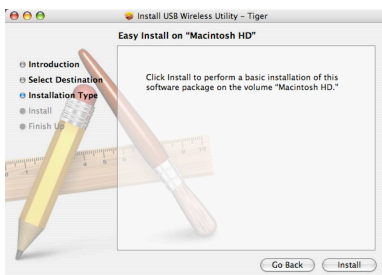 Install USB Wireless Utility - Tiger
Easy Install on "Macintosh HD"
Introduction
Select Destination
Installation Type
Install
Finish Up
Click Install to perform a basic installation of this
software package on the volume "Macintosh HD."
Go Back
Install